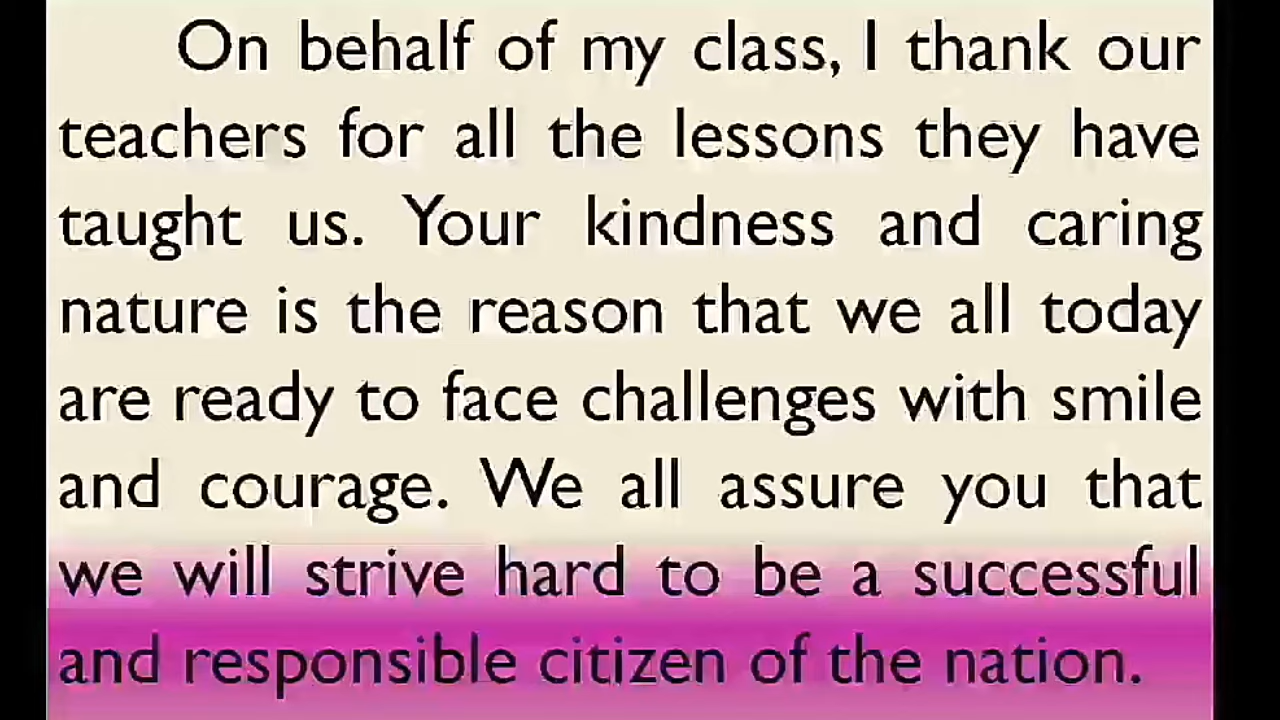 On behalf of my class, I thank our
teachers for all the lessons they have
taught us. Your kindness and caring
nature is the reason that we all today
are ready to face challenges with smile
and courage. We all assure you that
we will strive hard to be a successful
and responsible citizen of the nation.